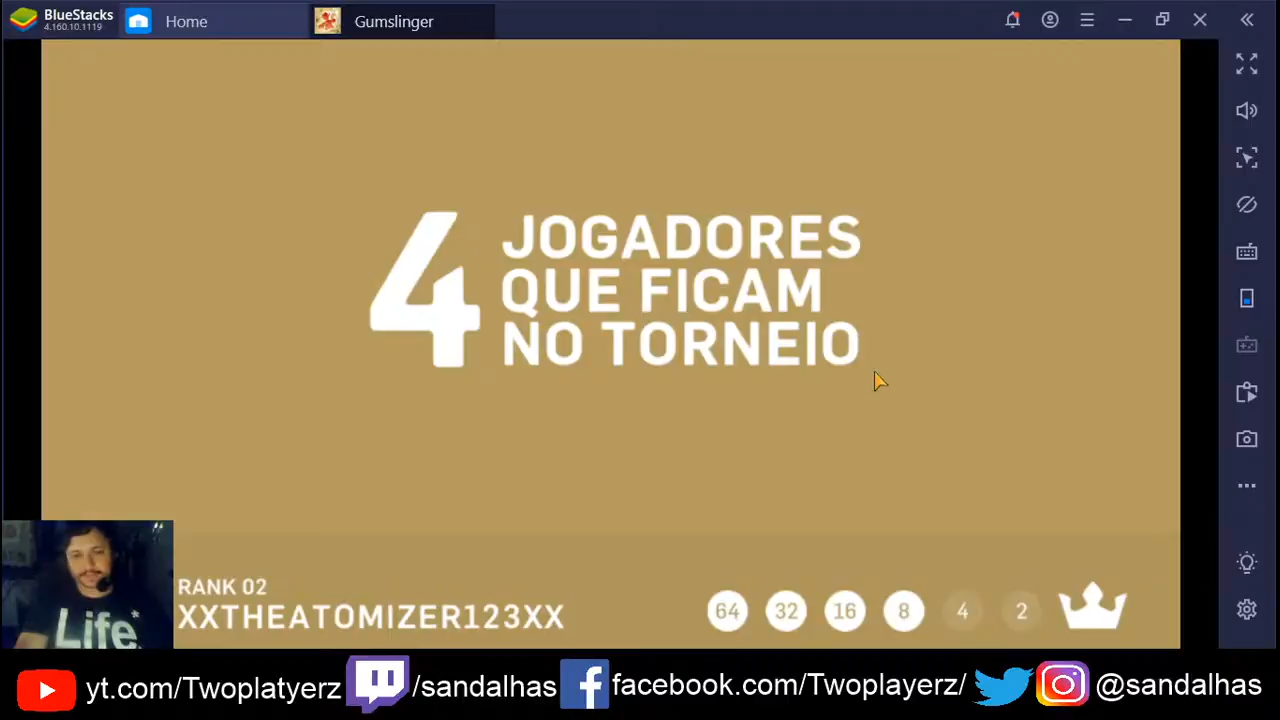 BlueStacks
4.160.10.1119
Home
Gumslinger
4 JOGADORES
QUE FICAM
NO TORNEIO
RANK 02
XXTHEATOMIZER123XX
64 32 16 8 4 2
Life.*
yt.com/Twoplatyerz /sandalhas facebook.com/Twoplayerz/ @sandalhas